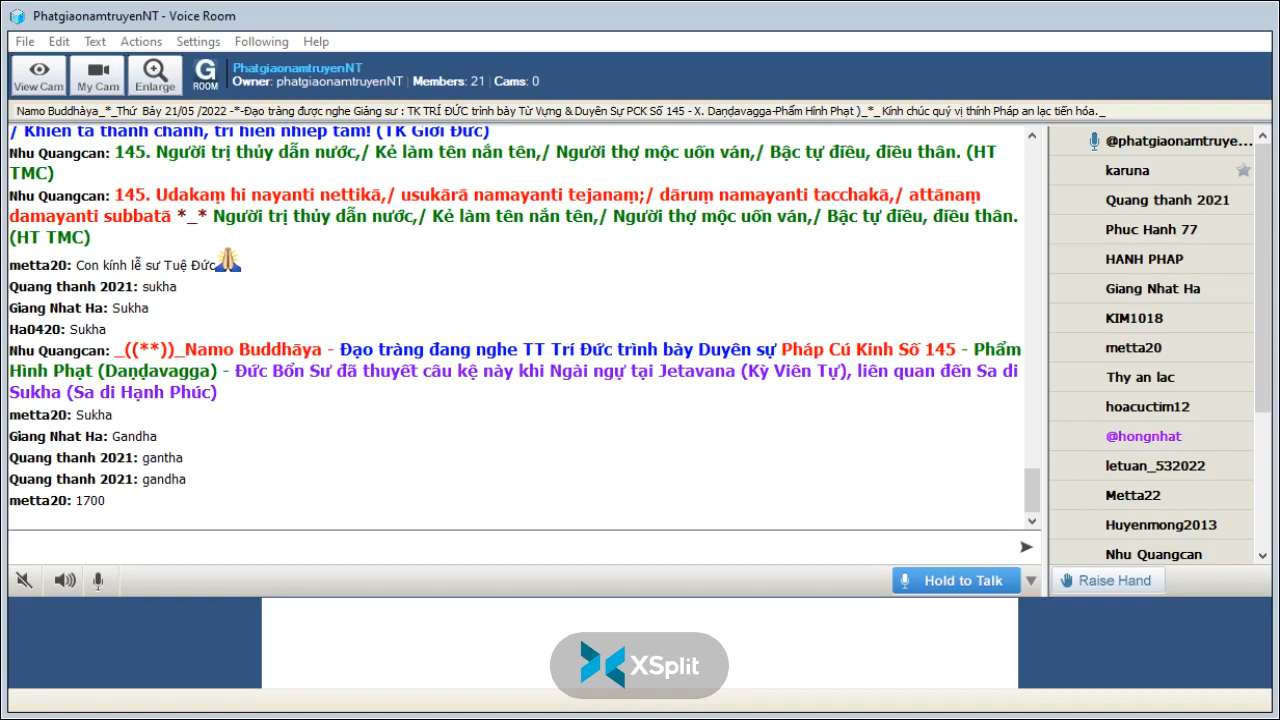 PhatgiaonamtruyenNT - Voice Room
File Edit Text Actions Settings Following Help
View Cam My Cam Enlarge G ROOM
PhatgiaonamtruyenNT
Owner: phatgiaonamtruyenNT | Members: 21 | Cams: 0
Namo Buddhàya_*_Thứ Bảy 21/05 /2022 -*-Đạo tràng được nghe Giảng sư : TK TRÍ ĐỨC trình bày Từ Vựng & Duyên Sự PCK Số 145 - X. Daṇḍavagga-Phẩm Hình Phạt )_*_Kính chúc quý vị thính Pháp an lạc tiến hóa._
/ Khiến ta thành chánh, trí hiền nhiếp tâm! (TK Giới Đức)
Nhu Quangcan: 145. Người trị thủy dẫn nước,/ Kẻ làm tên nắn tên,/ Người thợ mộc uốn ván,/ Bậc tự điều, điều thân. (HT
TMC)
Nhu Quangcan: 145. Udakaṃ hi nayanti nettikā,/ usukārā namayanti tejanaṃ;/ dāruṃ namayanti tacchakā,/ attānaṃ
damayanti subbatā *_* Người trị thủy dẫn nước,/ Kẻ làm tên nắn tên,/ Người thợ mộc uốn ván,/ Bậc tự điều, điều thân.
(HT TMC)
metta20: Con kính lễ sư Tuệ Đức
Quang thanh 2021: sukha
Giang Nhat Ha: Sukha
Ha0420: Sukha
Nhu Quangcan: _((**))_Namo Buddhāya - Đạo tràng đang nghe TT Trí Đức trình bày Duyên sự Pháp Cú Kinh Số 145 - Phẩm
Hình Phạt (Daṇḍavagga) - Đức Bổn Sư đã thuyết câu kệ này khi Ngài ngự tại Jetavana (Kỳ Viên Tự), liên quan đến Sa di
Sukha (Sa di Hạnh Phúc)
metta20: Sukha
Giang Nhat Ha: Gandha
Quang thanh 2021: gantha
Quang thanh 2021: gandha
metta20: 1700
@phatgiaonamtruye...
karuna
Quang thanh 2021
Phuc Hanh 77
HẠNH PHAP
Giang Nhat Ha
KIM1018
metta20
Thy an lac
hoacuctim12
@hongnhat
letuan_532022
Metta22
Huyenmong2013
Nhu Quangcan
Hold to Talk
Raise Hand
XSplit